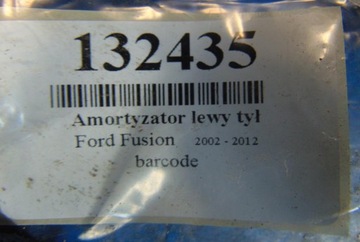 132435
Amortyzator lewy tył
Ford Fusion 2002 - 2012
barcode